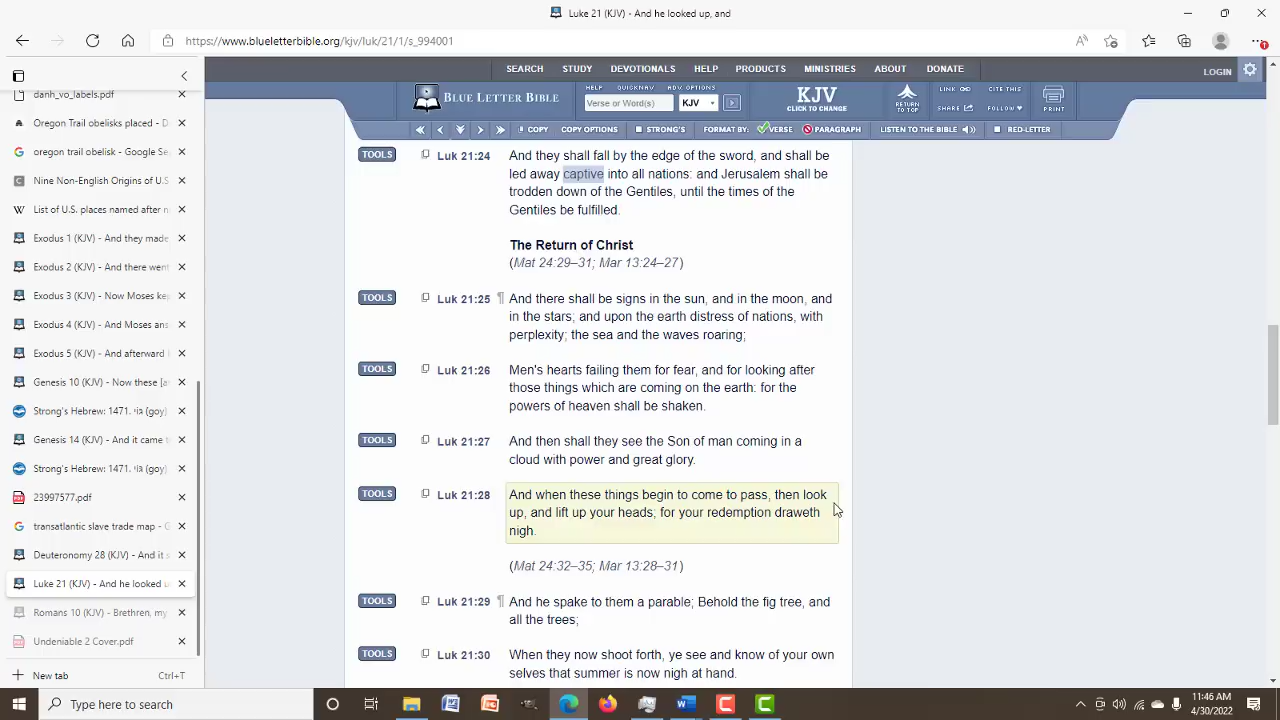 Luke 21 (KJV) - And he looked up, and
https://www.blueletterbible.org/kjv/luk/21/1/s_994001
danh_vo_labels.pdf
Oregon Trail obelisks placed - D
oregon trail obelisk - Google Se
Nine Non-English Origins of U.S
List of U.S. places named after n
Exodus 1 (KJV) - And they made
Exodus 2 (KJV) - And there went
Exodus 3 (KJV) - Now Moses ke
Exodus 4 (KJV) - And Moses ans
Exodus 5 (KJV) - And afterward
Genesis 10 (KJV) - Now these [a
Strong's Hebrew: 1471. גּוֹי (goy)
Genesis 14 (KJV) - And it came t
Strong's Hebrew: 1471. גּוֹי (goy)
23997577.pdf
transatlantic slave trade map - G
Deuteronomy 28 (KJV) - And it s
Luke 21 (KJV) - And he looked u
Romans 10 (KJV) - Brethren, my
Undeniable 2 Cover.pdf
New tab Ctrl+T
SEARCH STUDY DEVOTIONALS HELP PRODUCTS MINISTRIES ABOUT DONATE
LOGIN
BLUE LETTER BIBLE
HELP QUICKNAV ADV. OPTIONS
Verse or Word(s) KJV
KJV
CLICK TO CHANGE
RETURN TO TOP
LINK CITE THIS
SHARE FOLLOW
PRINT
COPY COPY OPTIONS STRONG'S FORMAT BY: VERSE PARAGRAPH LISTEN TO THE BIBLE RED-LETTER
TOOLS Luk 21:24 And they shall fall by the edge of the sword, and shall be
led away captive into all nations: and Jerusalem shall be
trodden down of the Gentiles, until the times of the
Gentiles be fulfilled.
The Return of Christ
(Mat 24:29–31; Mar 13:24–27)
TOOLS Luk 21:25 ¶ And there shall be signs in the sun, and in the moon, and
in the stars; and upon the earth distress of nations, with
perplexity; the sea and the waves roaring;
TOOLS Luk 21:26 Men's hearts failing them for fear, and for looking after
those things which are coming on the earth: for the
powers of heaven shall be shaken.
TOOLS Luk 21:27 And then shall they see the Son of man coming in a
cloud with power and great glory.
TOOLS Luk 21:28 And when these things begin to come to pass, then look
up, and lift up your heads; for your redemption draweth
nigh.
(Mat 24:32–35; Mar 13:28–31)
TOOLS Luk 21:29 ¶ And he spake to them a parable; Behold the fig tree, and
all the trees;
TOOLS Luk 21:30 When they now shoot forth, ye see and know of your own
selves that summer is now nigh at hand.
Type here to search
11:46 AM
4/30/2022